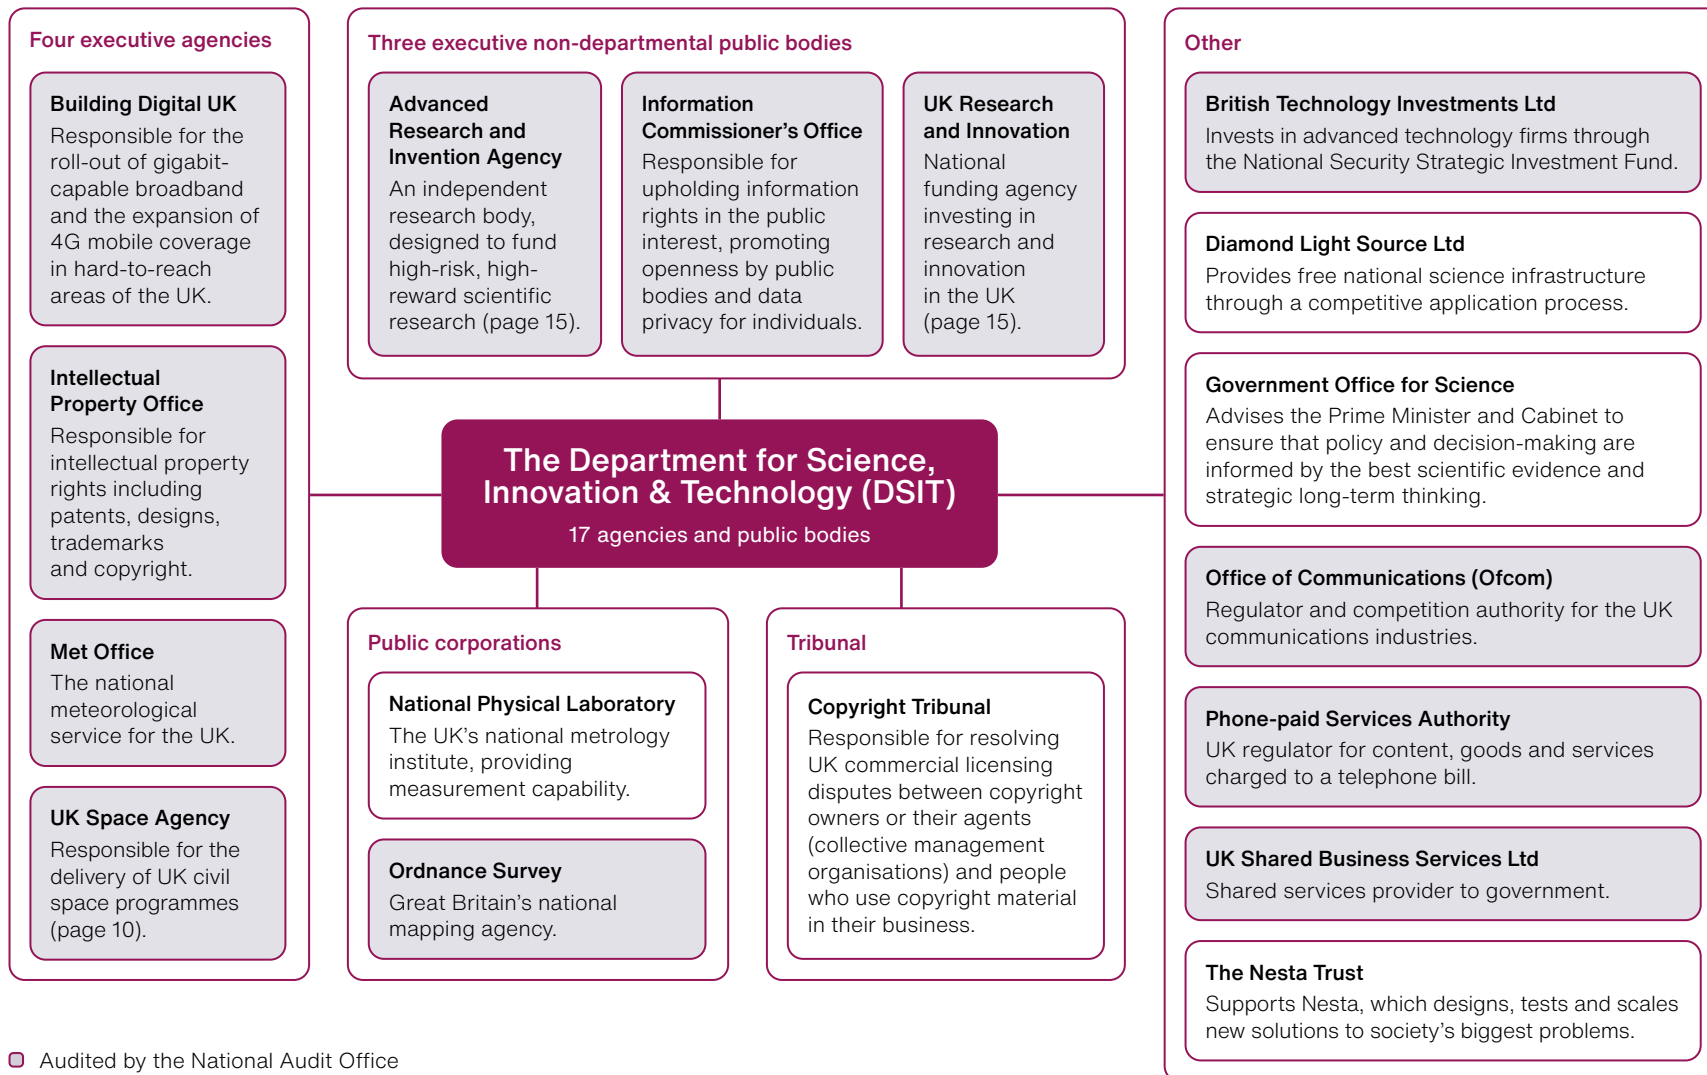 Four executive agencies
Building Digital UK
Responsible for the
roll-out of gigabit-
capable broadband
and the expansion of
4G mobile coverage
in hard-to-reach
areas of the UK.
Intellectual
Property Office
Responsible for
intellectual property
rights including
patents, designs,
trademarks
and copyright.
Met Office
The national
meteorological
service for the UK.
UK Space Agency
Responsible for the
delivery of UK civil
space programmes
(page 10).
Three executive non-departmental public bodies
Advanced
Research and
Invention Agency
An independent
research body,
designed to fund
high-risk, high-
reward scientific
research (page 15).
Information
Commissioner’s Office
Responsible for
upholding information
rights in the public
interest, promoting
openness by public
bodies and data
privacy for individuals.
UK Research
and Innovation
National
funding agency
investing in
research and
innovation
in the UK
(page 15).
The Department for Science,
Innovation & Technology (DSIT)
17 agencies and public bodies
Public corporations
National Physical Laboratory
The UK’s national metrology
institute, providing
measurement capability.
Ordnance Survey
Great Britain’s national
mapping agency.
Tribunal
Copyright Tribunal
Responsible for resolving
UK commercial licensing
disputes between copyright
owners or their agents
(collective management
organisations) and people
who use copyright material
in their business.
Other
British Technology Investments Ltd
Invests in advanced technology firms through
the National Security Strategic Investment Fund.
Diamond Light Source Ltd
Provides free national science infrastructure
through a competitive application process.
Government Office for Science
Advises the Prime Minister and Cabinet to
ensure that policy and decision-making are
informed by the best scientific evidence and
strategic long-term thinking.
Office of Communications (Ofcom)
Regulator and competition authority for the UK
communications industries.
Phone-paid Services Authority
UK regulator for content, goods and services
charged to a telephone bill.
UK Shared Business Services Ltd
Shared services provider to government.
The Nesta Trust
Supports Nesta, which designs, tests and scales
new solutions to society’s biggest problems.
Audited by the National Audit Office